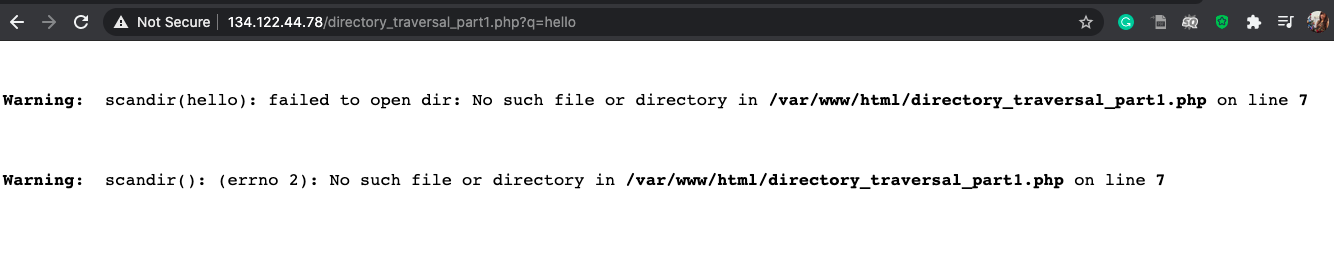 Not Secure | 134.122.44.78/directory_traversal_part1.php?q=hello
Warning: scandir(hello): failed to open dir: No such file or directory in /var/www/html/directory_traversal_part1.php on line 7
Warning: scandir(): (errno 2): No such file or directory in /var/www/html/directory_traversal_part1.php on line 7